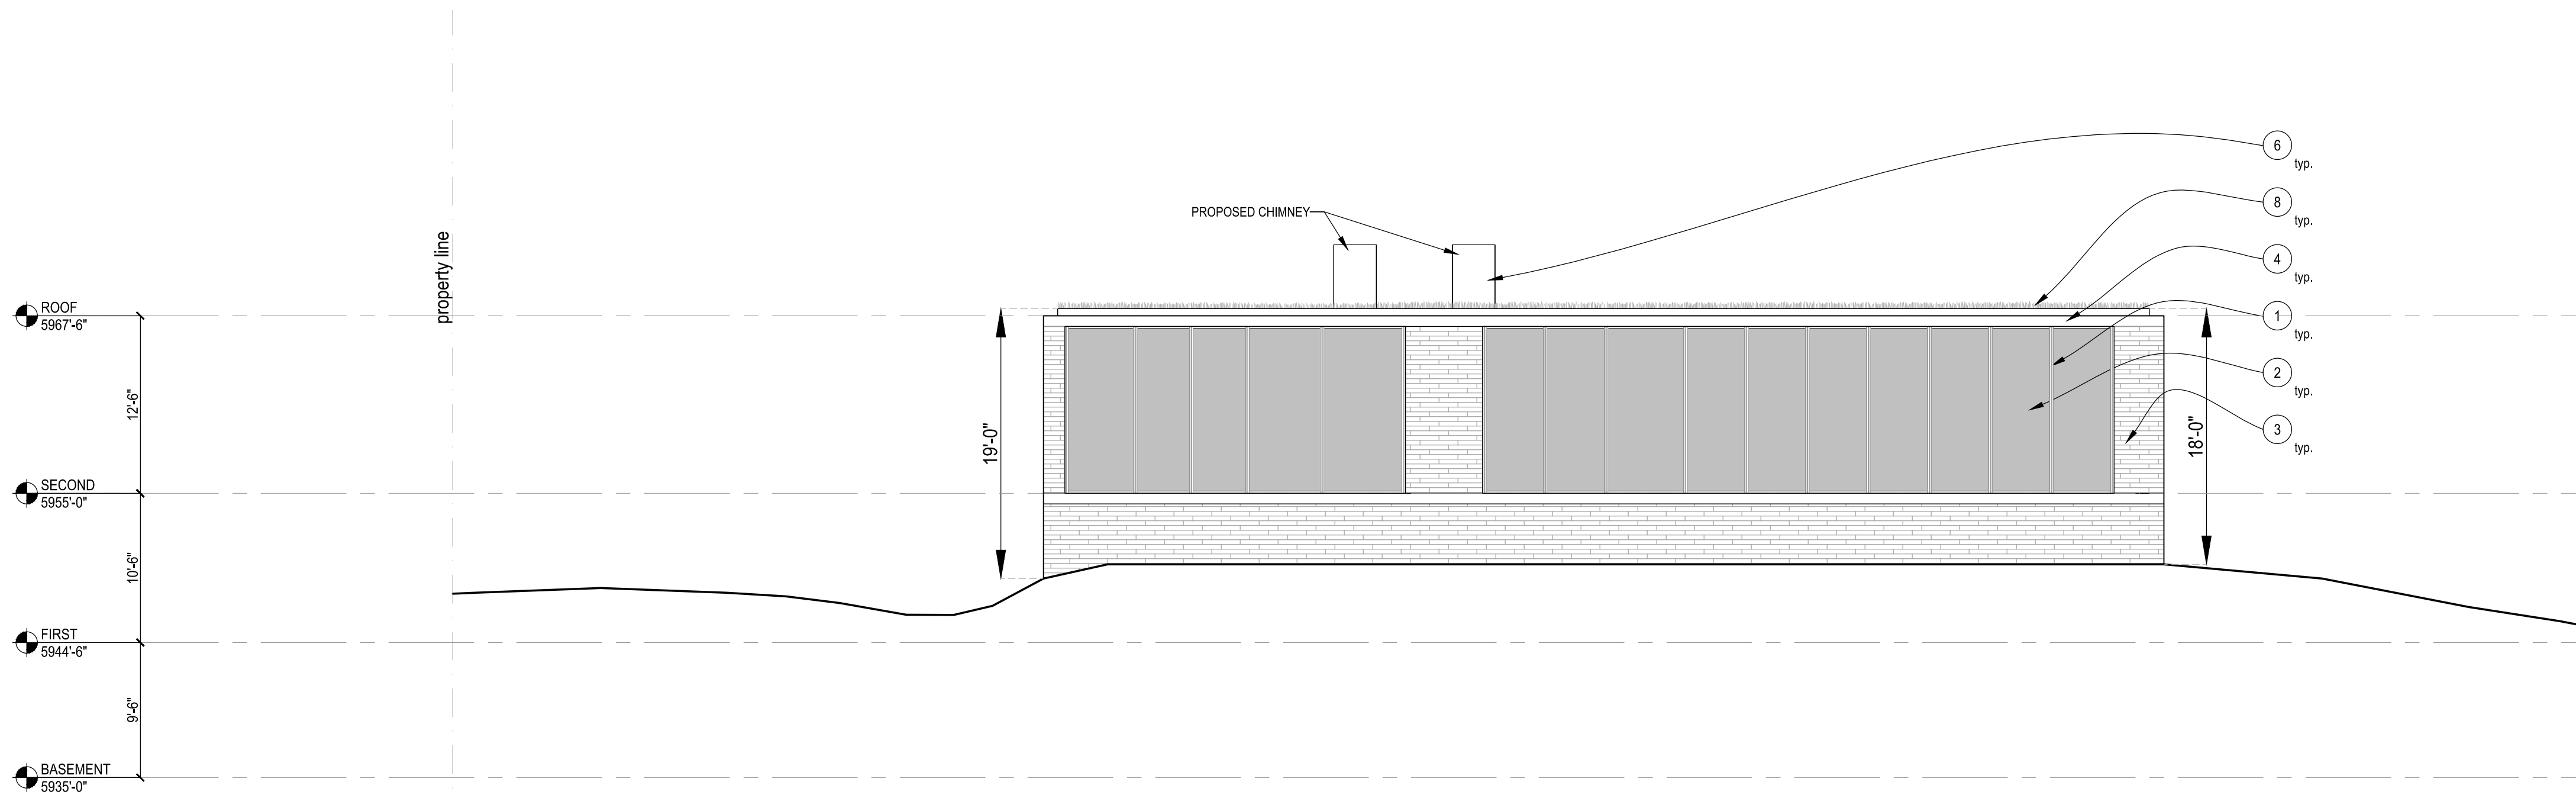 6
typ.
8
typ.
PROPOSED CHIMNEY
property line
4
typ.
ROOF
5967'-6"
1
typ.
2
typ.
12'-6"
3
typ.
19'-0"
18'-0"
SECOND
5955'-0"
10'-6"
FIRST
5944'-6"
9'-6"
BASEMENT
5935'-0"